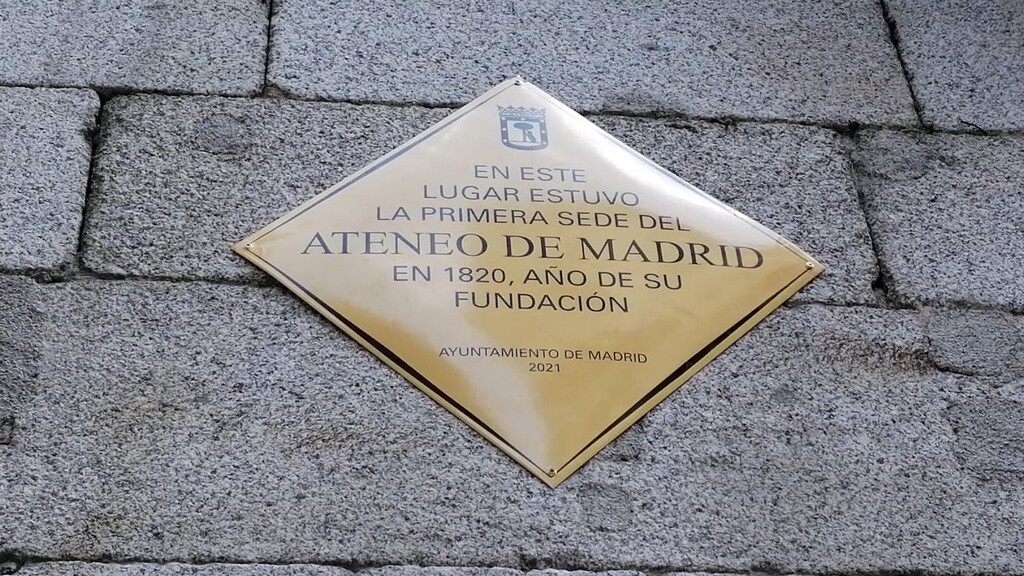 EN ESTE
LUGAR ESTUVO
LA PRIMERA SEDE DEL
ATENEO DE MADRID
EN 1820, AÑO DE SU
FUNDACIÓN
AYUNTAMIENTO DE MADRID
2021